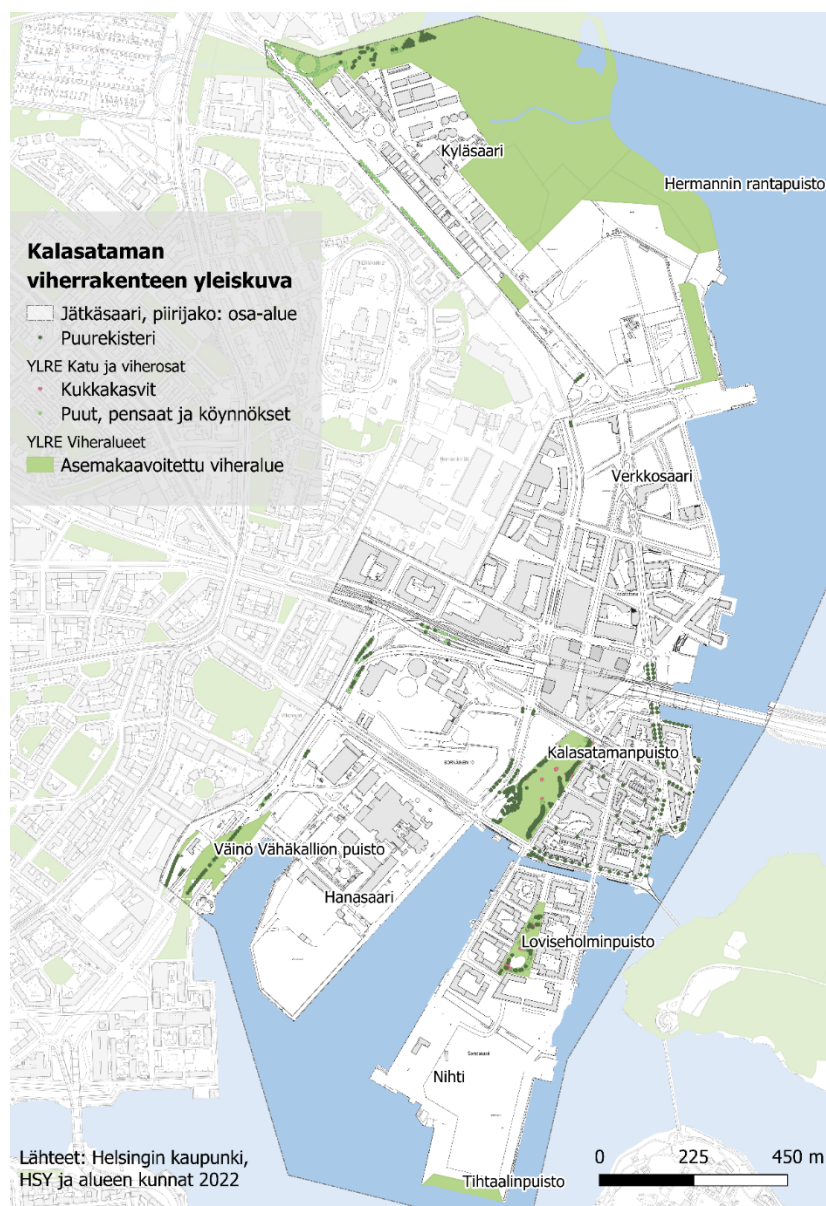 Kyläsaari
Hermannin rantapuisto
Kalasataman
viherrakenteen yleiskuva
Jätkäsaari, piirijako: osa-alue
Puurekisteri
YLRE Katu ja viherosat
Kukkakasvit
Puut, pensaat ja köynnökset
YLRE Viheralueet
Asemakaavoitettu viheralue
Verkkosaari
Kalasatamanpuisto
Väinö Vähäkallion puisto
Hanasaari
Loviseholminpuisto
Nihti
Tihtaalinpuisto
Lähteet: Helsingin kaupunki,
HSY ja alueen kunnat 2022
0 225 450 m